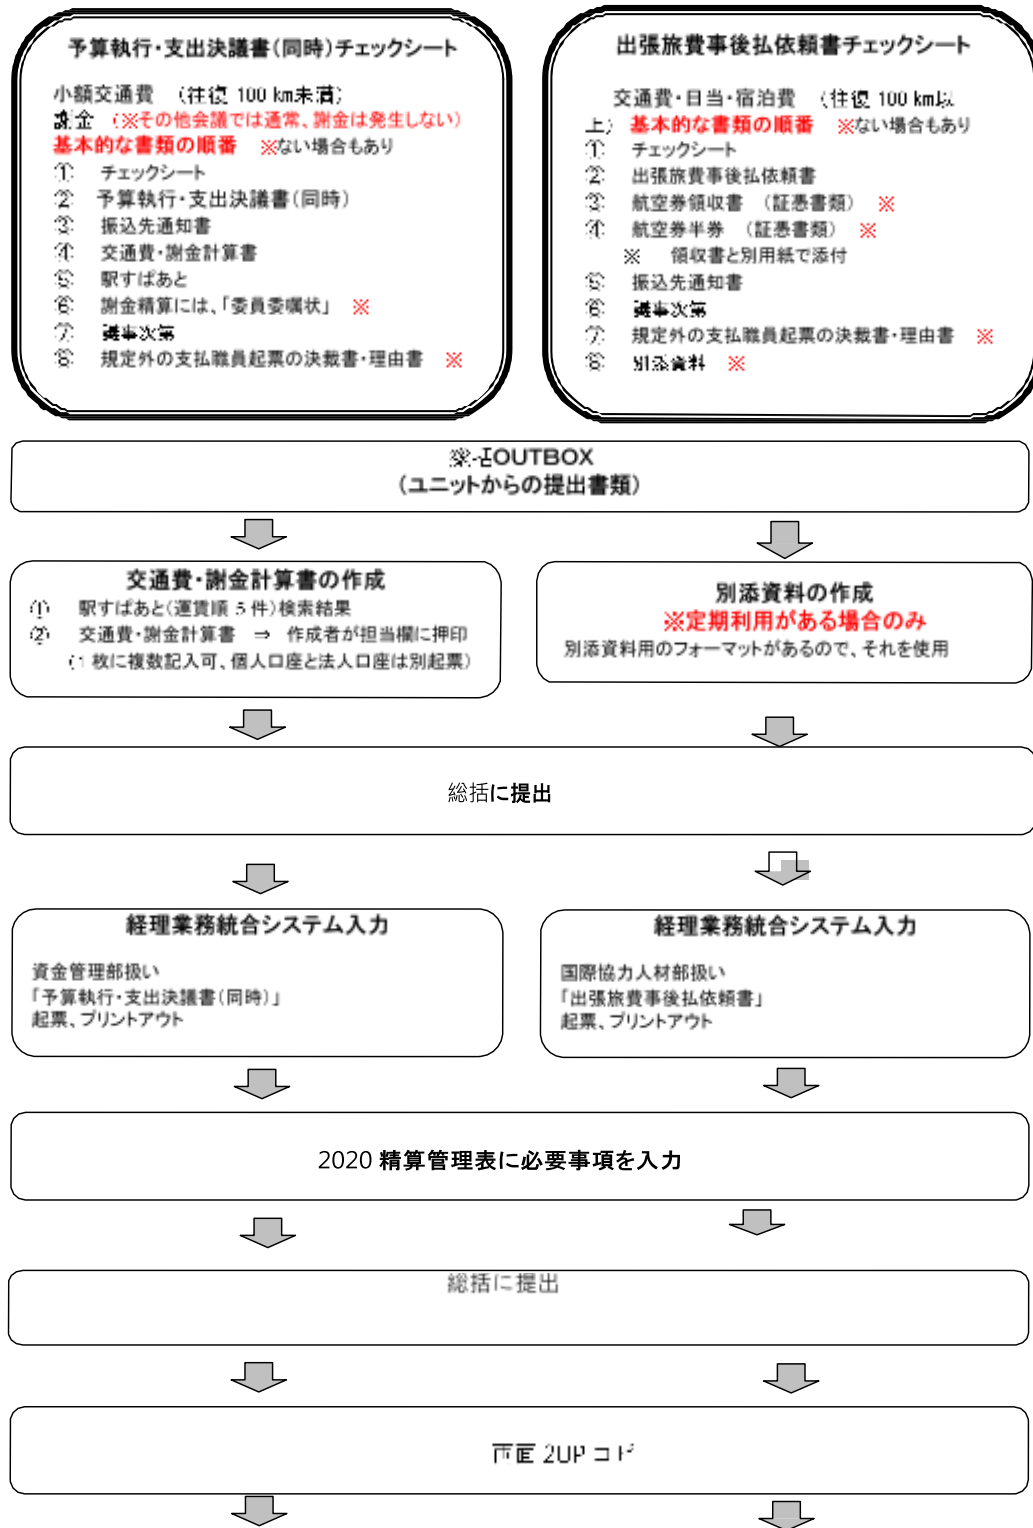 予算執行・支出決議書(同時)チェックシート
小額交通費 (往復 100 km未満)
謝金 (※その他会議では通常、謝金は発生しない)
基本的な書類の順番 ※ない場合もあり
① チェックシート
② 予算執行・支出決議書(同時)
③ 振込先通知書
④ 交通費・謝金計算書
⑤ 駅すぱあと
⑥ 謝金精算には、「委員委嘱状」 ※
⑦ 議事次第
⑧ 規定外の支払職員起票の決裁書・理由書 ※
出張旅費事後払依頼書チェックシート
交通費・日当・宿泊費 (往復 100 km以
上) 基本的な書類の順番 ※ない場合もあり
① チェックシート
② 出張旅費事後払依頼書
③ 航空券領収書 (証憑書類) ※
④ 航空券半券 (証憑書類) ※
※ 領収書と別用紙で添付
⑤ 振込先通知書
⑥ 議事次第
⑦ 規定外の支払職員起票の決裁書・理由書 ※
⑧ 別添資料 ※
OUTBOX
(ユニットからの提出書類)
交通費・謝金計算書の作成
① 駅すぱあと(運賃順 5 件)検索結果
② 交通費・謝金計算書 ⇒ 作成者が担当欄に押印
(1 枚に複数記入可、個人口座と法人口座は別起票)
別添資料の作成
※定期利用がある場合のみ
別添資料用のフォーマットがあるので、それを使用
総括に提出
経理業務統合システム入力
資金管理部扱い
「予算執行・支出決議書(同時)」
起票、プリントアウト
経理業務統合システム入力
国際協力人材部扱い
「出張旅費事後払依頼書」
起票、プリントアウト
2020 精算管理表に必要事項を入力
総括に提出
2UP コピ